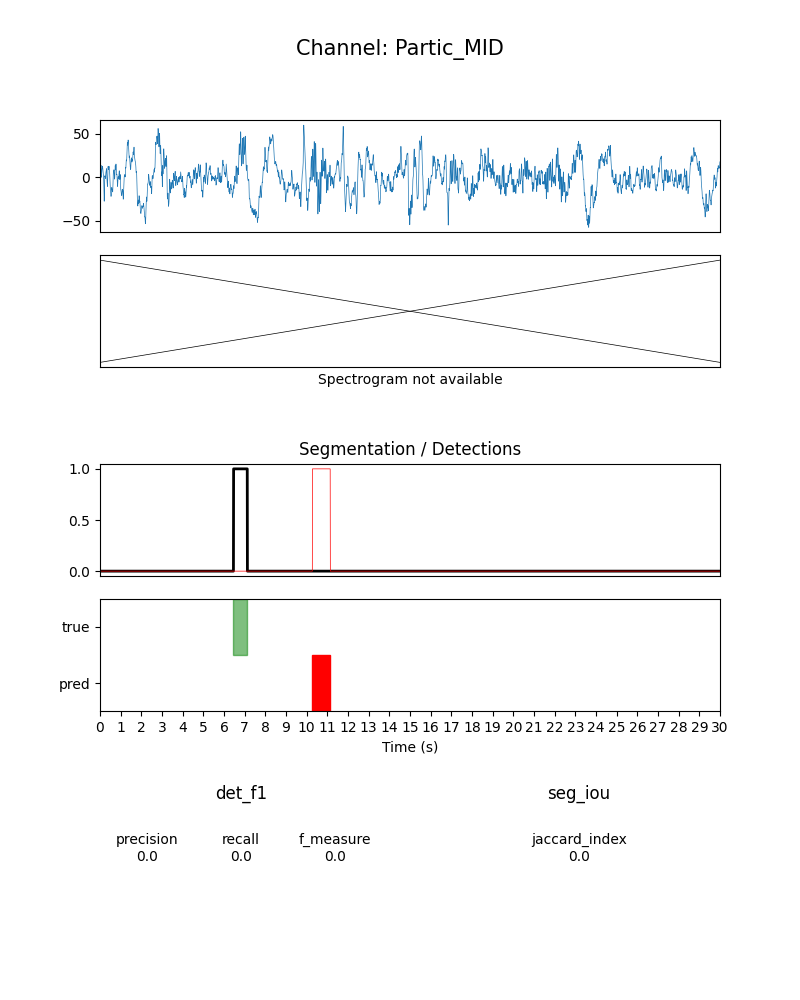 Channel: Partic_MID
50
0
−50
Spectrogram not available
Segmentation / Detections
1.0
0.5
0.0
true
pred
0 1 2 3 4 5 6 7 8 9 10 11 12 13 14 15 16 17 18 19 20 21 22 23 24 25 26 27 28 29 30
Time (s)
det_f1 seg_iou
precision recall f_measure jaccard_index
0.0 0.0 0.0 0.0